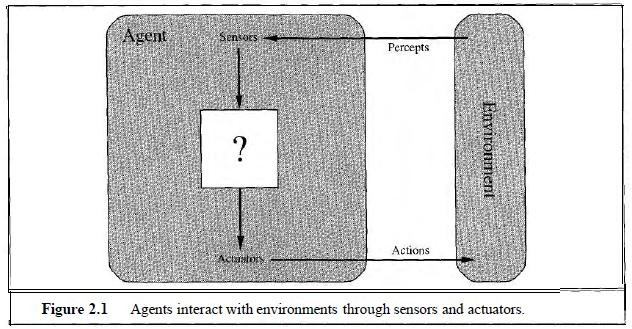 Agent
Sensors
Percepts
Environment
?
Actuators
Actions
Figure 2.1 Agents interact with environments through sensors and actuators.